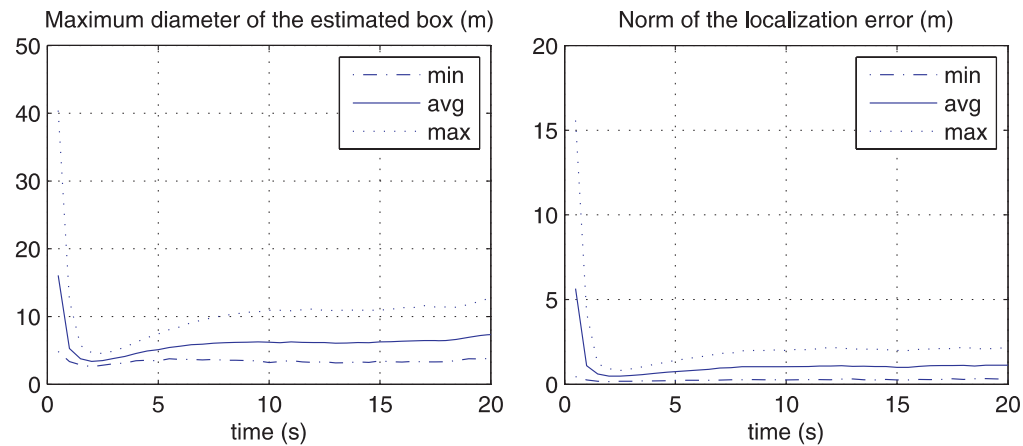 Maximum diameter of the estimated box (m)
50
40
30
20
10
0
0
5
10
15
20
time (s)
min
avg
max
Norm of the localization error (m)
20
15
10
5
0
0
5
10
15
20
time (s)
min
avg
max